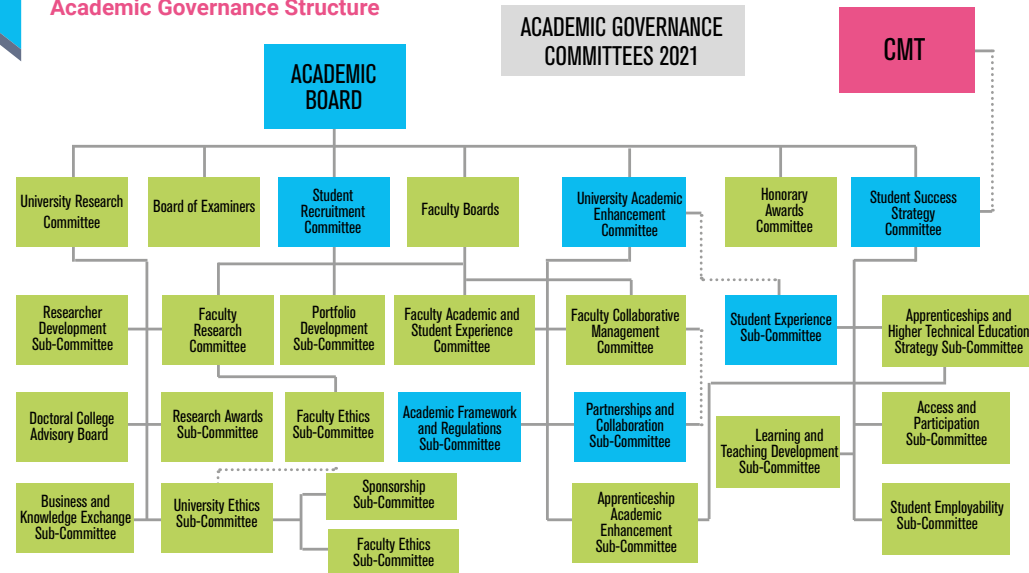 Academic Governance Structure
ACADEMIC GOVERNANCE
COMMITTEES 2021
CMT
ACADEMIC
BOARD
University Research
Committee
Board of Examiners
Student
Recruitment
Committee
Faculty Boards
University Academic
Enhancement
Committee
Honorary
Awards
Committee
Student Success
Strategy
Committee
Researcher
Development
Sub-Committee
Faculty
Research
Committee
Portfolio
Development
Sub-Committee
Faculty Academic and
Student Experience
Committee
Faculty Collaborative
Management
Committee
Student Experience
Sub-Committee
Apprenticeships and
Higher Technical Education
Strategy Sub-Committee
Doctoral College
Advisory Board
Research Awards
Sub-Committee
Faculty Ethics
Sub-Committee
Academic Framework
and Regulations
Sub-Committee
Partnerships and
Collaboration
Sub-Committee
Learning and
Teaching Development
Sub-Committee
Access and
Participation
Sub-Committee
Business and
Knowledge Exchange
Sub-Committee
University Ethics
Sub-Committee
Sponsorship
Sub-Committee
Faculty Ethics
Sub-Committee
Apprenticeship
Academic
Enhancement
Sub-Committee
Student Employability
Sub-Committee